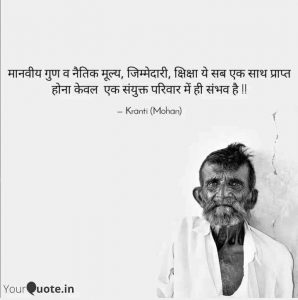 मानवीय गुण व नैतिक मूल्य, जिम्मेदारी, क्षिक्षा ये सब एक साथ प्राप्त
होना केवल एक संयुक्त परिवार में ही संभव है !!
— Kranti (Mohan)
YourQuote.in